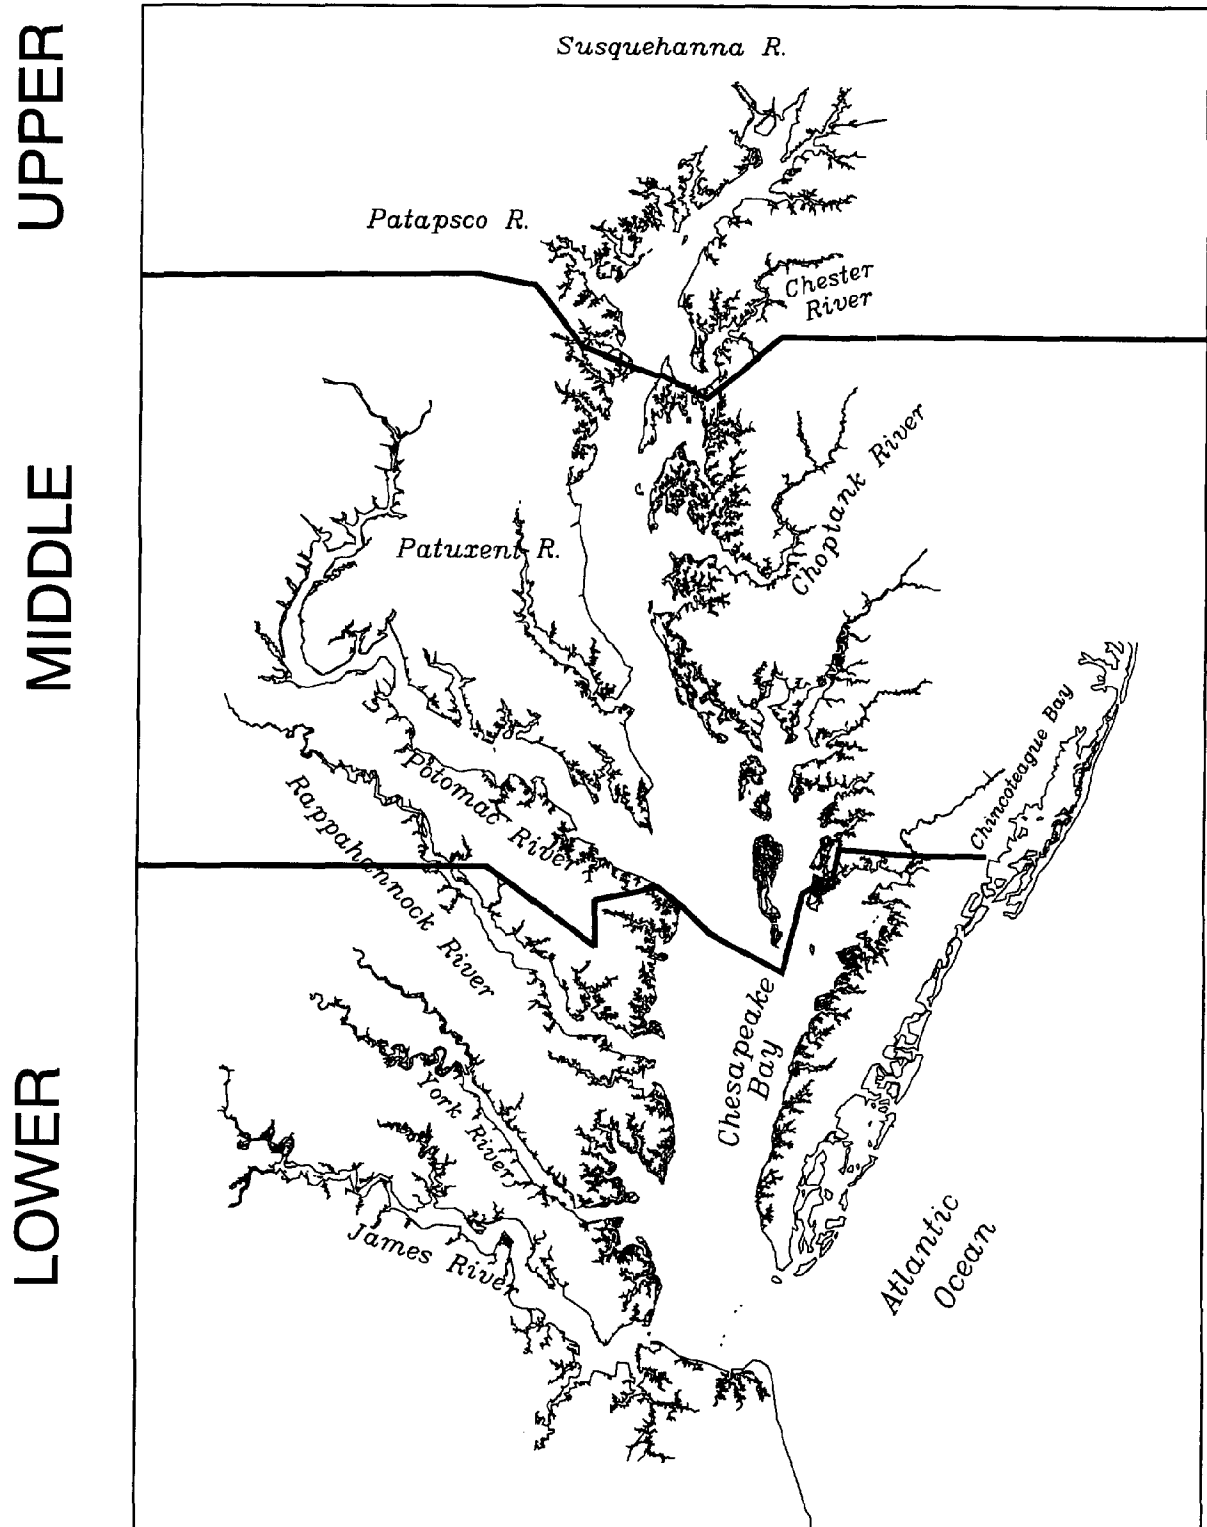 UPPER
Susquehanna R.
Patapsco R.
Chester
River
MIDDLE
Choptank River
Patuxent R.
Chincoteague Bay
Potomac River
Rappahannock River
LOWER
Chesapeake
Bay
York
River
James River
Atlantic
Ocean